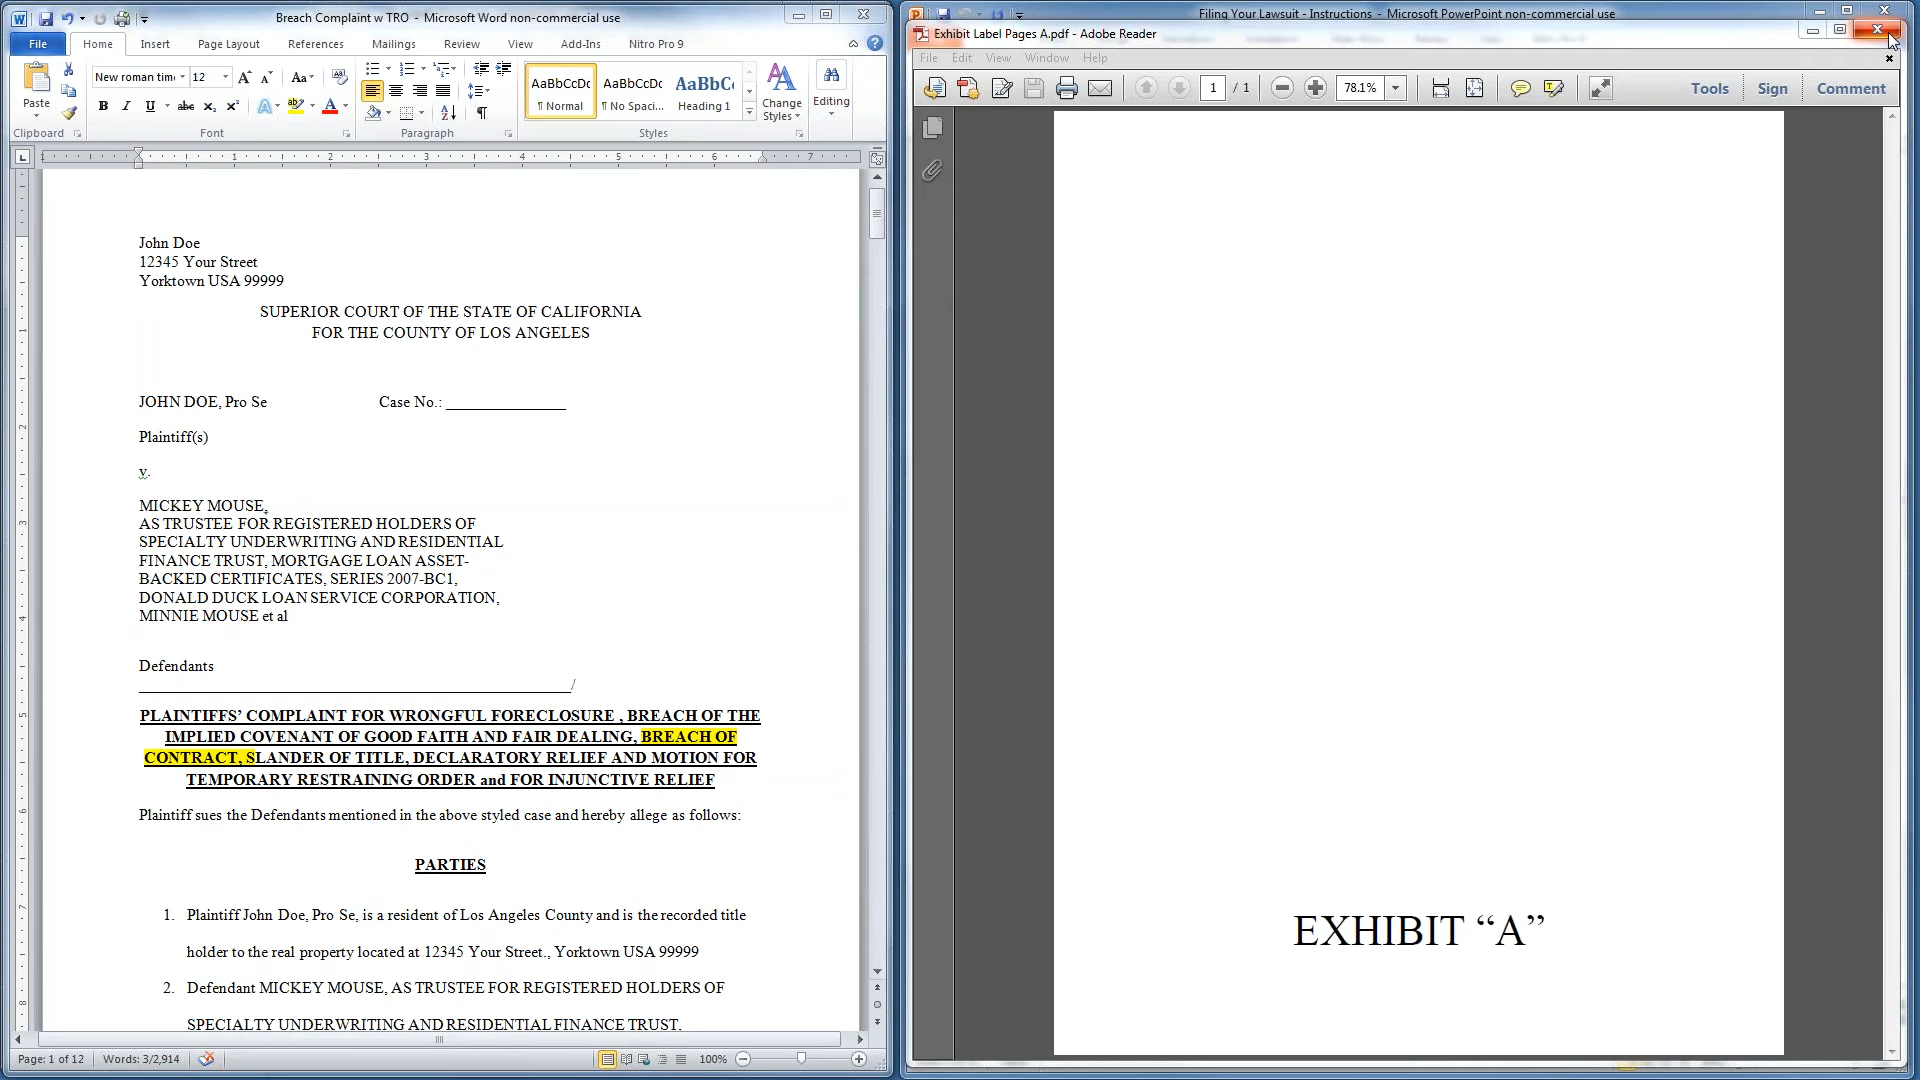 Breach Complaint w TRO - Microsoft Word non-commercial use
File Home Insert Page Layout References Mailings Review View Add-Ins Nitro Pro 9
New roman tim 12
Paste
AaBbCcDc AaBbCcDc AaBbC
¶ Normal ¶ No Spaci... Heading 1
Change Styles
Editing
Clipboard Font Paragraph Styles
1 2 3 4 5 6 7
John Doe
12345 Your Street
Yorktown USA 99999
SUPERIOR COURT OF THE STATE OF CALIFORNIA
FOR THE COUNTY OF LOS ANGELES
JOHN DOE, Pro Se Case No.: _______________
Plaintiff(s)
v.
MICKEY MOUSE,
AS TRUSTEE FOR REGISTERED HOLDERS OF
SPECIALTY UNDERWRITING AND RESIDENTIAL
FINANCE TRUST, MORTGAGE LOAN ASSET-
BACKED CERTIFICATES, SERIES 2007-BC1,
DONALD DUCK LOAN SERVICE CORPORATION,
MINNIE MOUSE et al
Defendants
______________________________________________________/
PLAINTIFFS’ COMPLAINT FOR WRONGFUL FORECLOSURE , BREACH OF THE
IMPLIED COVENANT OF GOOD FAITH AND FAIR DEALING, BREACH OF
CONTRACT, SLANDER OF TITLE, DECLARATORY RELIEF AND MOTION FOR
TEMPORARY RESTRAINING ORDER and FOR INJUNCTIVE RELIEF
Plaintiff sues the Defendants mentioned in the above styled case and hereby allege as follows:
PARTIES
1. Plaintiff John Doe, Pro Se, is a resident of Los Angeles County and is the recorded title
holder to the real property located at 12345 Your Street., Yorktown USA 99999
2. Defendant MICKEY MOUSE, AS TRUSTEE FOR REGISTERED HOLDERS OF
SPECIALTY UNDERWRITING AND RESIDENTIAL FINANCE TRUST,
Page: 1 of 12 Words: 3/2,914 100%
Filing Your Lawsuit - Instructions - Microsoft PowerPoint non-commercial use
Exhibit Label Pages A.pdf - Adobe Reader
File Edit View Window Help
1 / 1 78.1% Tools Sign Comment
EXHIBIT “A”